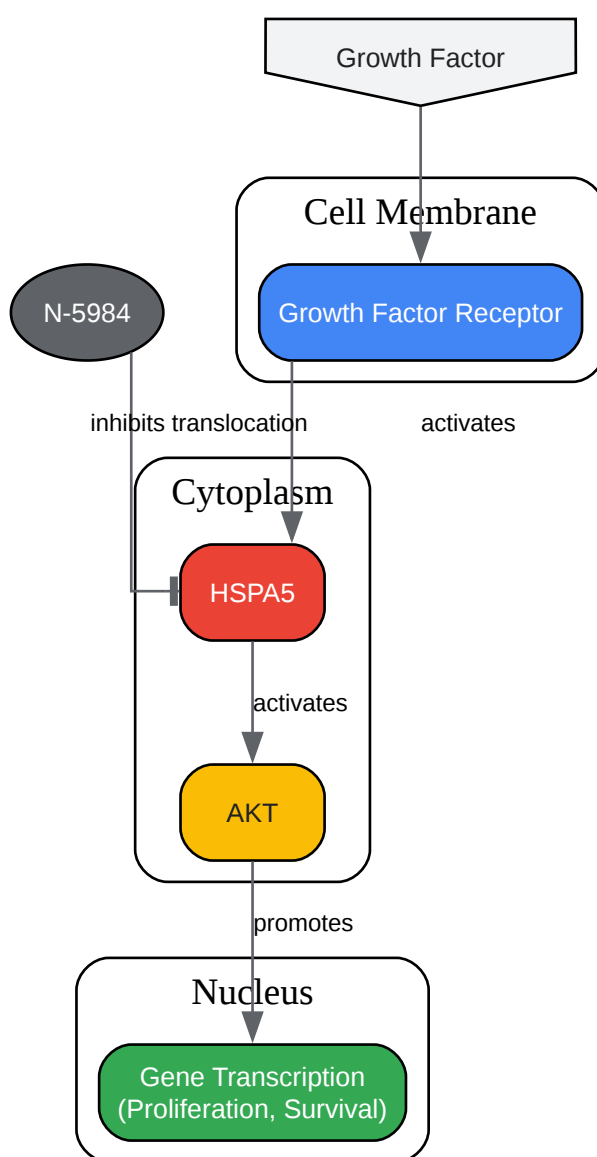 Growth Factor
Cell Membrane
N-5984
Growth Factor Receptor
inhibits translocation
activates
Cytoplasm
HSPA5
activates
AKT
promotes
Nucleus
Gene Transcription
(Proliferation, Survival)